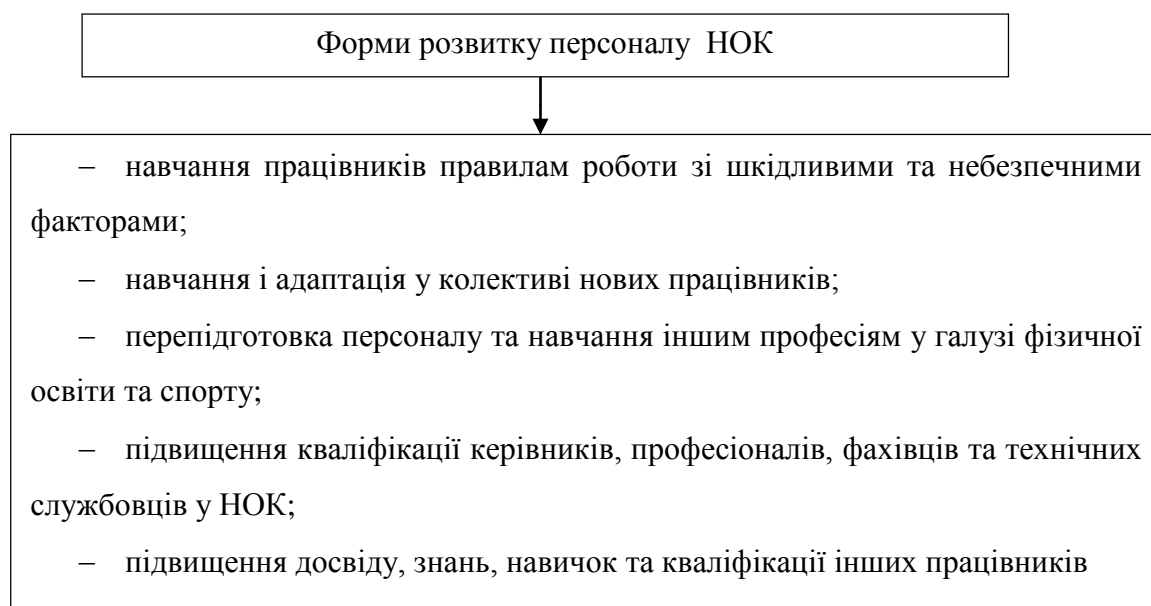 Форми розвитку персоналу НОК
– навчання працівників правилам роботи зі шкідливими та небезпечними
факторами;
– навчання і адаптація у колективі нових працівників;
– перепідготовка персоналу та навчання іншим професіям у галузі фізичної
освіти та спорту;
– підвищення кваліфікації керівників, професіоналів, фахівців та технічних
службовців у НОК;
– підвищення досвіду, знань, навичок та кваліфікації інших працівників